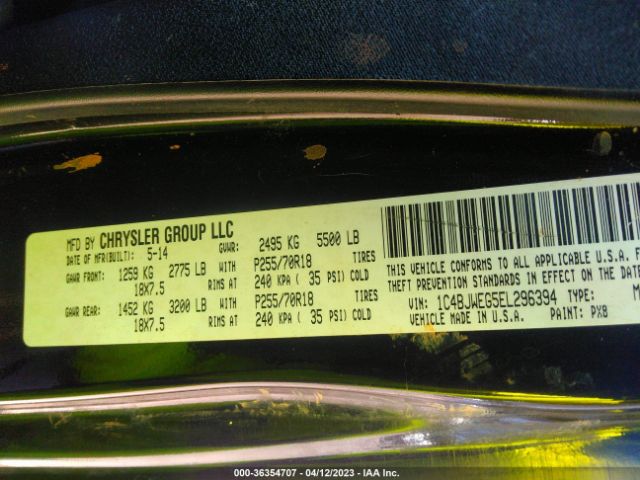 MFD BY CHRYSLER GROUP LLC
DATE OF MFR(BUILT): 5-14 GVWR: 2495 KG 5500 LB
GAWR FRONT: 1259 KG 2775 LB WITH P255/70R18 TIRES
18X7.5 RIMS AT 240 KPA ( 35 PSI) COLD
GAWR REAR: 1452 KG 3200 LB WITH P255/70R18 TIRES
18X7.5 RIMS AT 240 KPA ( 35 PSI) COLD
THIS VEHICLE CONFORMS TO ALL APPLICABLE U.S.A.
THEFT PREVENTION STANDARDS IN EFFECT ON THE
VIN: 1C4BJWEG5EL296394 TYPE:
VEHICLE MADE IN U.S.A. PAINT: PX8
000-36354707 - 04/12/2023 - IAA Inc.